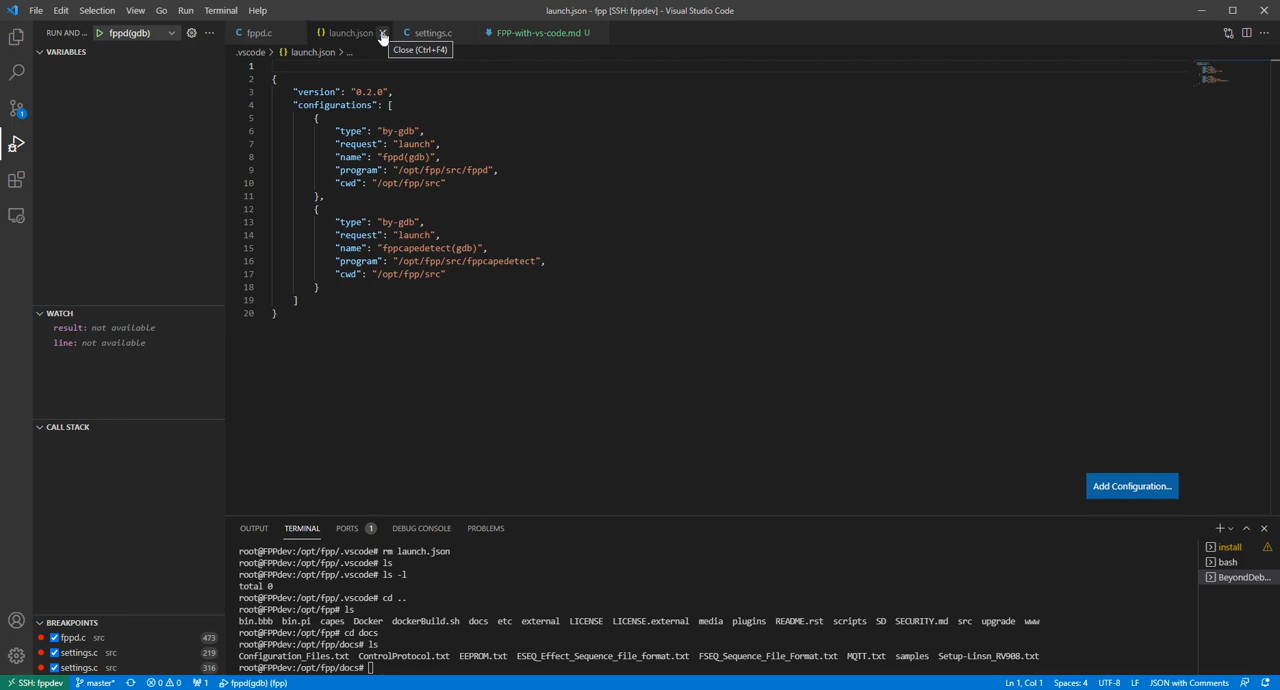 File Edit Selection View Go Run Terminal Help
launch.json - fpp [SSH: fppdev] - Visual Studio Code
RUN AND ... fppd(gdb)
fppd.c launch.json settings.c FPP-with-vs-code.md U
Close (Ctrl+F4)
VARIABLES
.vscode > {} launch.json > ...
1
2 {
3 "version": "0.2.0",
4 "configurations": [
5 {
6 "type": "by-gdb",
7 "request": "launch",
8 "name": "fppd(gdb)",
9 "program": "/opt/fpp/src/fppd",
10 "cwd": "/opt/fpp/src"
11 },
12 {
13 "type": "by-gdb",
14 "request": "launch",
15 "name": "fppcapedetect(gdb)",
16 "program": "/opt/fpp/src/fppcapedetect",
17 "cwd": "/opt/fpp/src"
18 }
19 ]
20 }
1
WATCH
result: not available
line: not available
CALL STACK
Add Configuration...
OUTPUT TERMINAL PORTS 1 DEBUG CONSOLE PROBLEMS
root@FPPdev:/opt/fpp/.vscode# rm launch.json
root@FPPdev:/opt/fpp/.vscode# ls
root@FPPdev:/opt/fpp/.vscode# ls -l
total 0
root@FPPdev:/opt/fpp/.vscode# cd ..
root@FPPdev:/opt/fpp# ls
bin.bbb bin.pi capes Docker dockerBuild.sh docs etc external LICENSE LICENSE.external media plugins README.rst scripts SD SECURITY.md src upgrade www
root@FPPdev:/opt/fpp# cd docs
root@FPPdev:/opt/fpp/docs# ls
Configuration_Files.txt ControlProtocol.txt EEPROM.txt ESEQ_Effect_Sequence_file_format.txt FSEQ_Sequence_File_Format.txt MQTT.txt samples Setup-Linsn_RV908.txt
root@FPPdev:/opt/fpp/docs#
install
bash
BeyondDeb...
BREAKPOINTS
fppd.c src 473
settings.c src 219
settings.c src 316
SSH: fppdev master* 0 0 1 fppd(gdb) (fpp)
Ln 1, Col 1 Spaces: 4 UTF-8 LF JSON with Comments